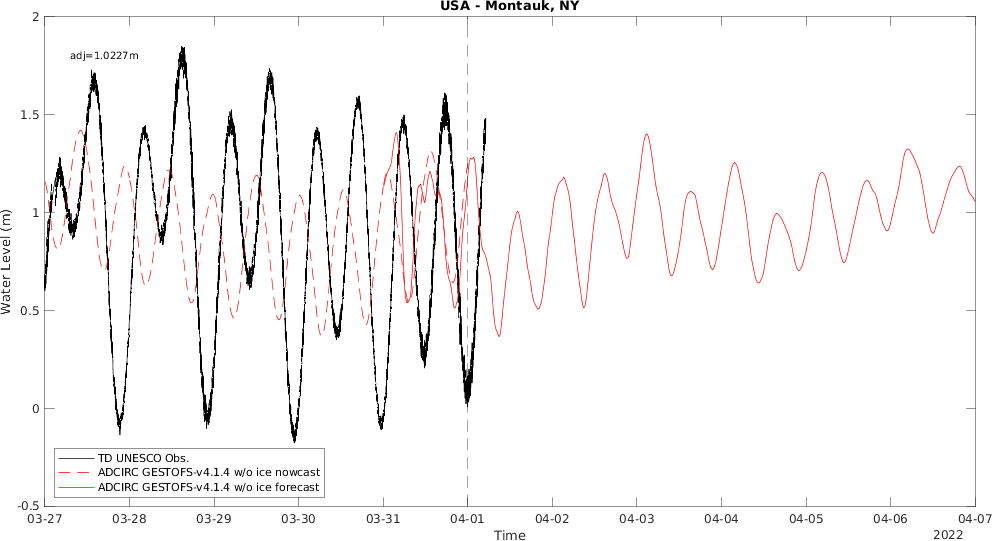 USA - Montauk, NY
2
adj=1.0227m
1.5
1
Water Level (m)
0.5
0
TD UNESCO Obs.
ADCIRC GESTOFS-v4.1.4 w/o ice nowcast
ADCIRC GESTOFS-v4.1.4 w/o ice forecast
-0.5
03-27 03-28 03-29 03-30 03-31 04-01 04-02 04-03 04-04 04-05 04-06 04-07
Time 2022